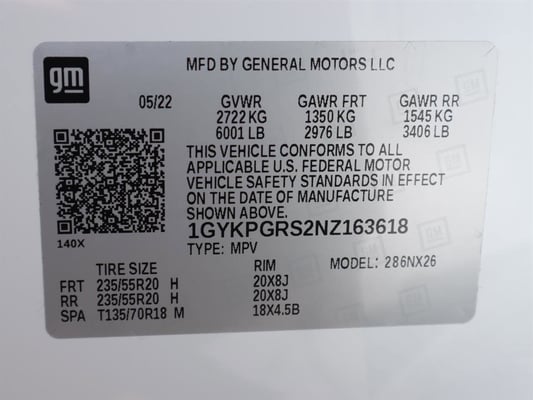 gm
MFD BY GENERAL MOTORS LLC
05/22 GVWR GAWR FRT GAWR RR
2722 KG 1350 KG 1545 KG
6001 LB 2976 LB 3406 LB
THIS VEHICLE CONFORMS TO ALL
APPLICABLE U.S. FEDERAL MOTOR
VEHICLE SAFETY STANDARDS IN EFFECT
ON THE DATE OF MANUFACTURE
SHOWN ABOVE.
140X
1GYKPGRS2NZ163618
TYPE: MPV
TIRE SIZE RIM MODEL: 286NX26
FRT 235/55R20 H 20X8J
RR 235/55R20 H 20X8J
SPA T135/70R18 M 18X4.5B